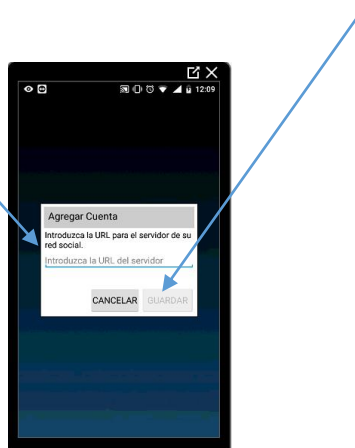 12:09
Agregar Cuenta
Introduzca la URL para el servidor de su
red social.
Introduzca la URL del servidor
CANCELAR GUARDAR